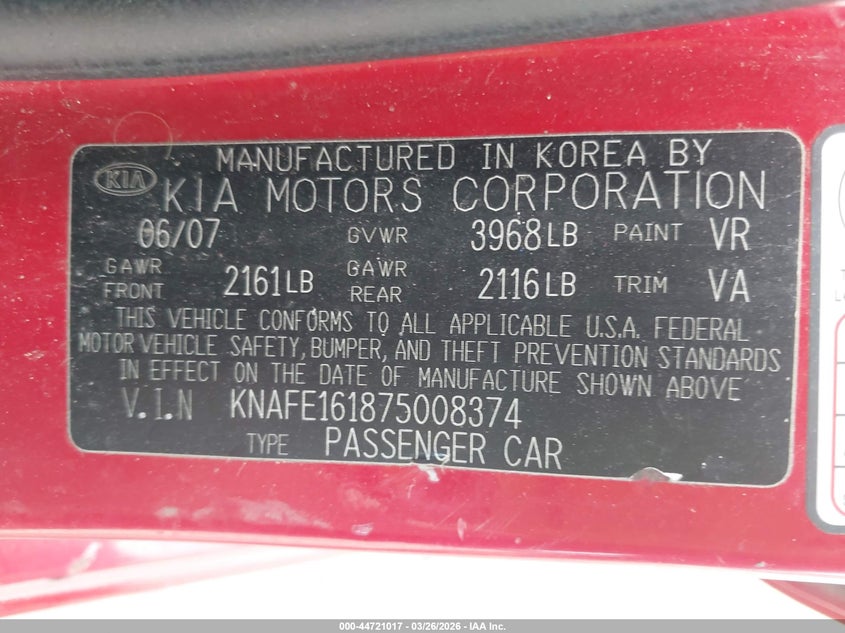 MANUFACTURED IN KOREA BY
KIA KIA MOTORS CORPORATION
06/07 GVWR 3968LB PAINT VR
GAWR FRONT 2161LB GAWR REAR 2116LB TRIM VA
THIS VEHICLE CONFORMS TO ALL APPLICABLE U.S.A. FEDERAL
MOTOR VEHICLE SAFETY, BUMPER, AND THEFT PREVENTION STANDARDS
IN EFFECT ON THE DATE OF MANUFACTURE SHOWN ABOVE
V.I.N KNAFE161875008374
TYPE PASSENGER CAR
000-44721017 - 03/26/2026 - IAA Inc.